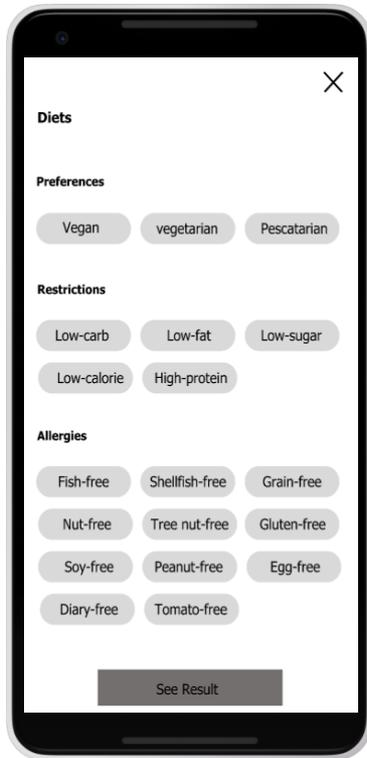 Diets
Preferences
Vegan vegetarian Pescatarian
Restrictions
Low-carb Low-fat Low-sugar
Low-calorie High-protein
Allergies
Fish-free Shellfish-free Grain-free
Nut-free Tree nut-free Gluten-free
Soy-free Peanut-free Egg-free
Diary-free Tomato-free
See Result